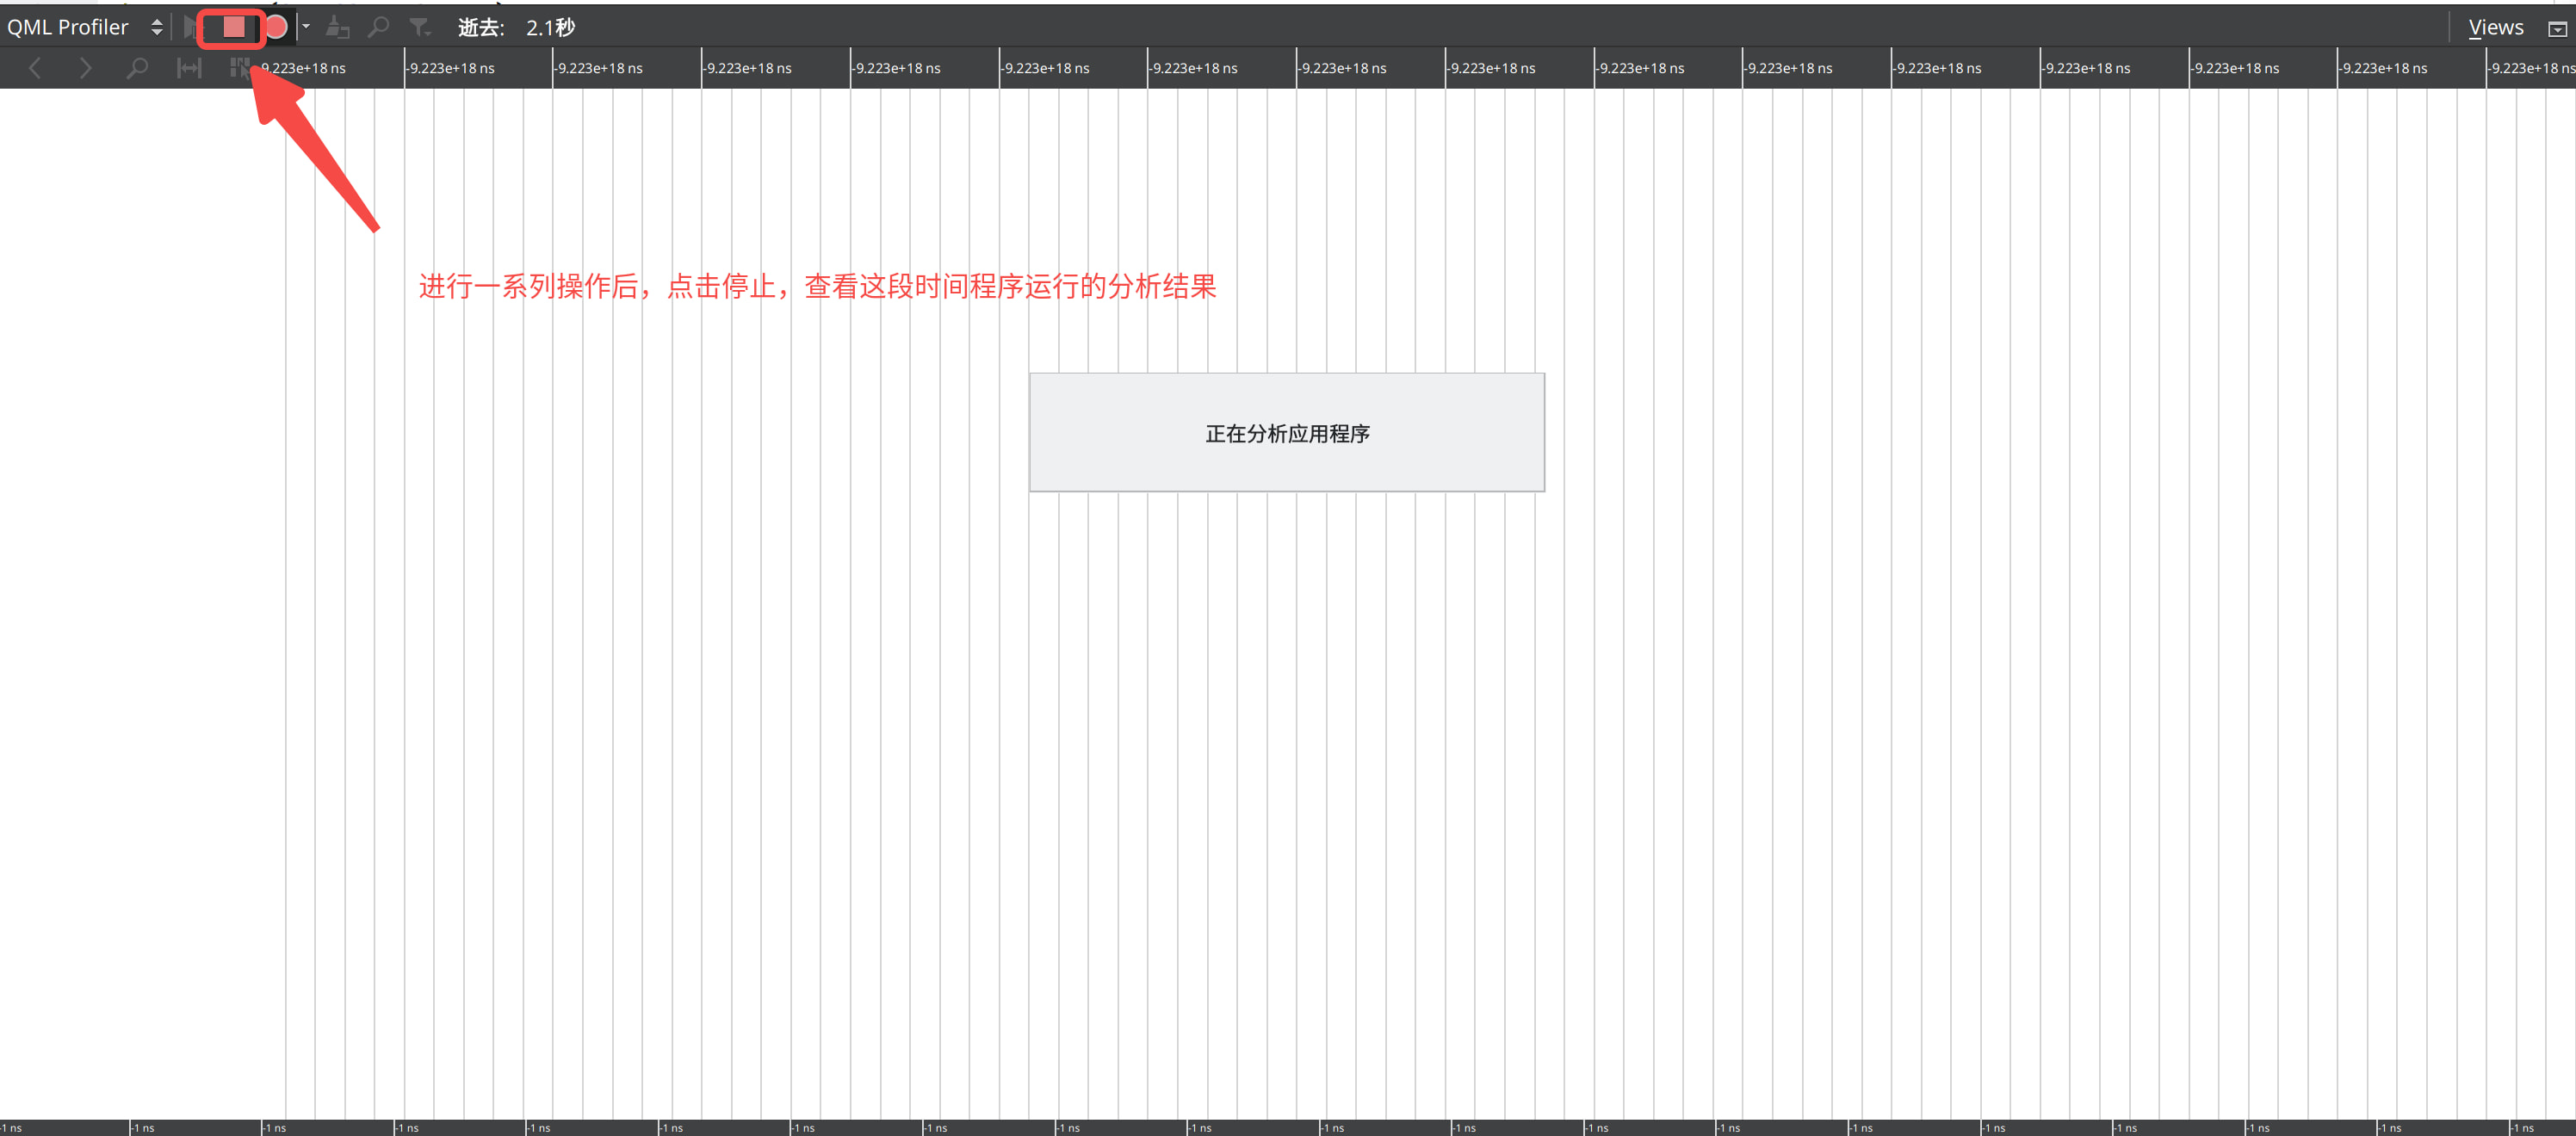 QML Profiler 逝去: 2.1秒 Views
9.223e+18 ns -9.223e+18 ns -9.223e+18 ns -9.223e+18 ns -9.223e+18 ns -9.223e+18 ns -9.223e+18 ns -9.223e+18 ns -9.223e+18 ns -9.223e+18 ns -9.223e+18 ns -9.223e+18 ns -9.223e+18 ns -9.223e+18 ns -9.223e+18 ns -9.223e+18 ns
进行一系列操作后，点击停止，查看这段时间程序运行的分析结果
正在分析应用程序
-1 ns -1 ns -1 ns -1 ns -1 ns -1 ns -1 ns -1 ns -1 ns -1 ns -1 ns -1 ns -1 ns -1 ns -1 ns -1 ns -1 ns -1 ns -1 ns -1 ns